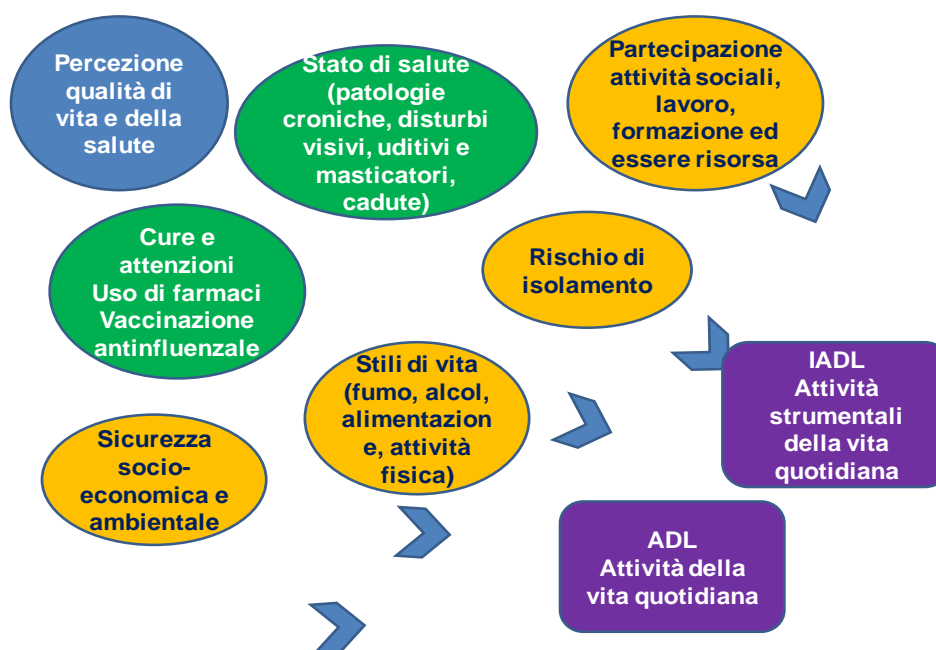 Percezione
qualità di
vita e della
salute
Stato di salute
(patologie
croniche, disturbi
visivi, uditivi e
masticatori,
cadute)
Partecipazione
attività sociali,
lavoro,
formazione ed
essere risorsa
Cure e
attenzioni
Uso di farmaci
Vaccinazione
antinfluenzale
Rischio di
isolamento
Stili di vita
(fumo, alcol,
alimentazion
e, attività
fisica)
IADL
Attività
strumentali
della vita
quotidiana
Sicurezza
socio-
economica e
ambientale
ADL
Attività della
vita quotidiana